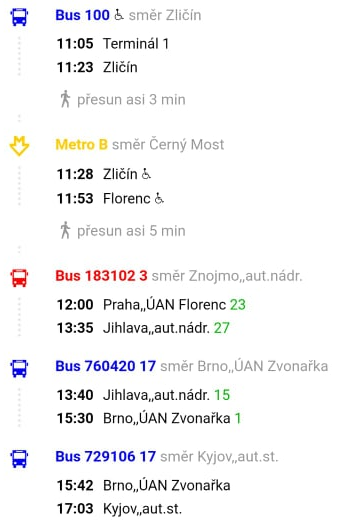 Bus 100 ♿ směr Zličín
11:05 Terminál 1
11:23 Zličín
přesun asi 3 min
Metro B směr Černý Most
11:28 Zličín ♿
11:53 Florenc ♿
přesun asi 5 min
Bus 183102 3 směr Znojmo,,aut.nádr.
12:00 Praha,,ÚAN Florenc 23
13:35 Jihlava,,aut.nádr. 27
Bus 760420 17 směr Brno,,ÚAN Zvonařka
13:40 Jihlava,,aut.nádr. 15
15:30 Brno,,ÚAN Zvonařka 1
Bus 729106 17 směr Kyjov,,aut.st.
15:42 Brno,,ÚAN Zvonařka
17:03 Kyjov,,aut.st.